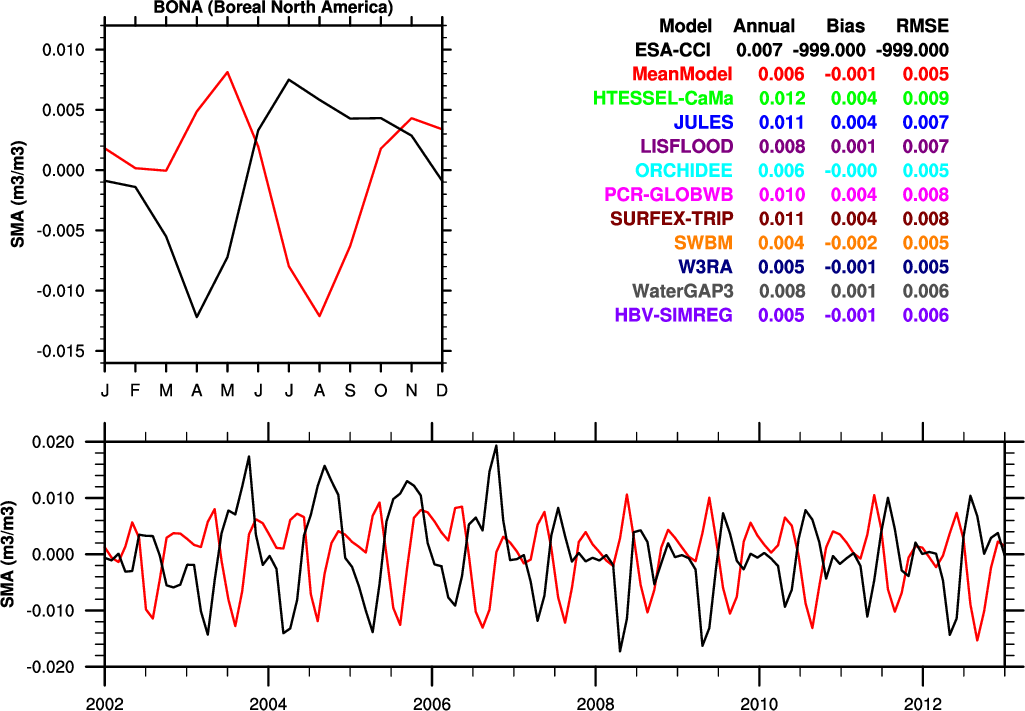 BONA (Boreal North America)
SMA (m3/m3)
0.010
0.005
0.000
-0.005
-0.010
-0.015
J F M A M J J A S O N D
Model Annual Bias RMSE
ESA-CCI 0.007 -999.000 -999.000
MeanModel 0.006 -0.001 0.005
HTESSEL-CaMa 0.012 0.004 0.009
JULES 0.011 0.004 0.007
LISFLOOD 0.008 0.001 0.007
ORCHIDEE 0.006 -0.000 0.005
PCR-GLOBWB 0.010 0.004 0.008
SURFEX-TRIP 0.011 0.004 0.008
SWBM 0.004 -0.002 0.005
W3RA 0.005 -0.001 0.005
WaterGAP3 0.008 0.001 0.006
HBV-SIMREG 0.005 -0.001 0.006
SMA (m3/m3)
0.020
0.010
0.000
-0.010
-0.020
2002 2004 2006 2008 2010 2012